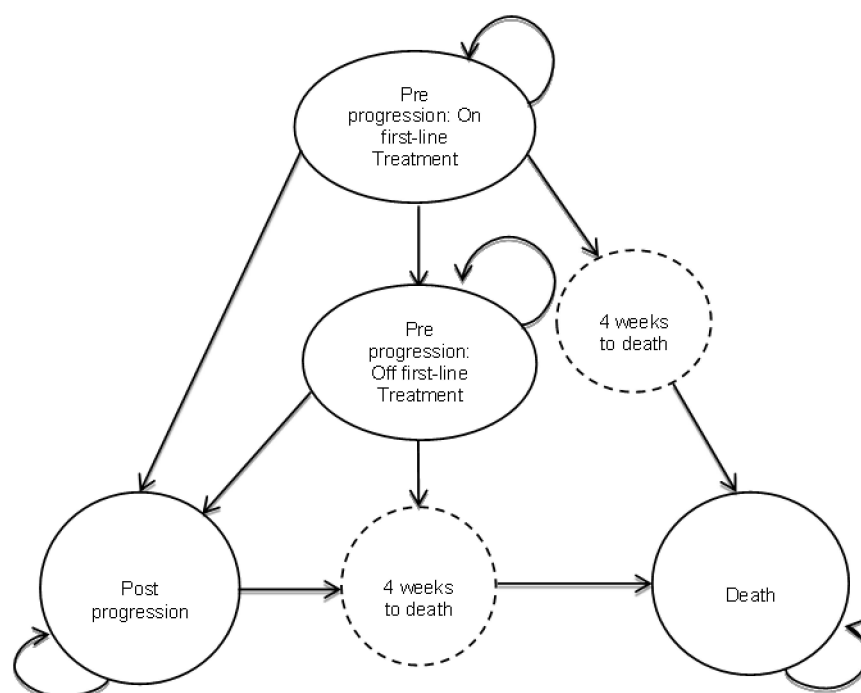 Pre
progression: On
first-line
Treatment
4 weeks
to death
Pre
progression:
Off first-line
Treatment
Post
progression
4 weeks
to death
Death